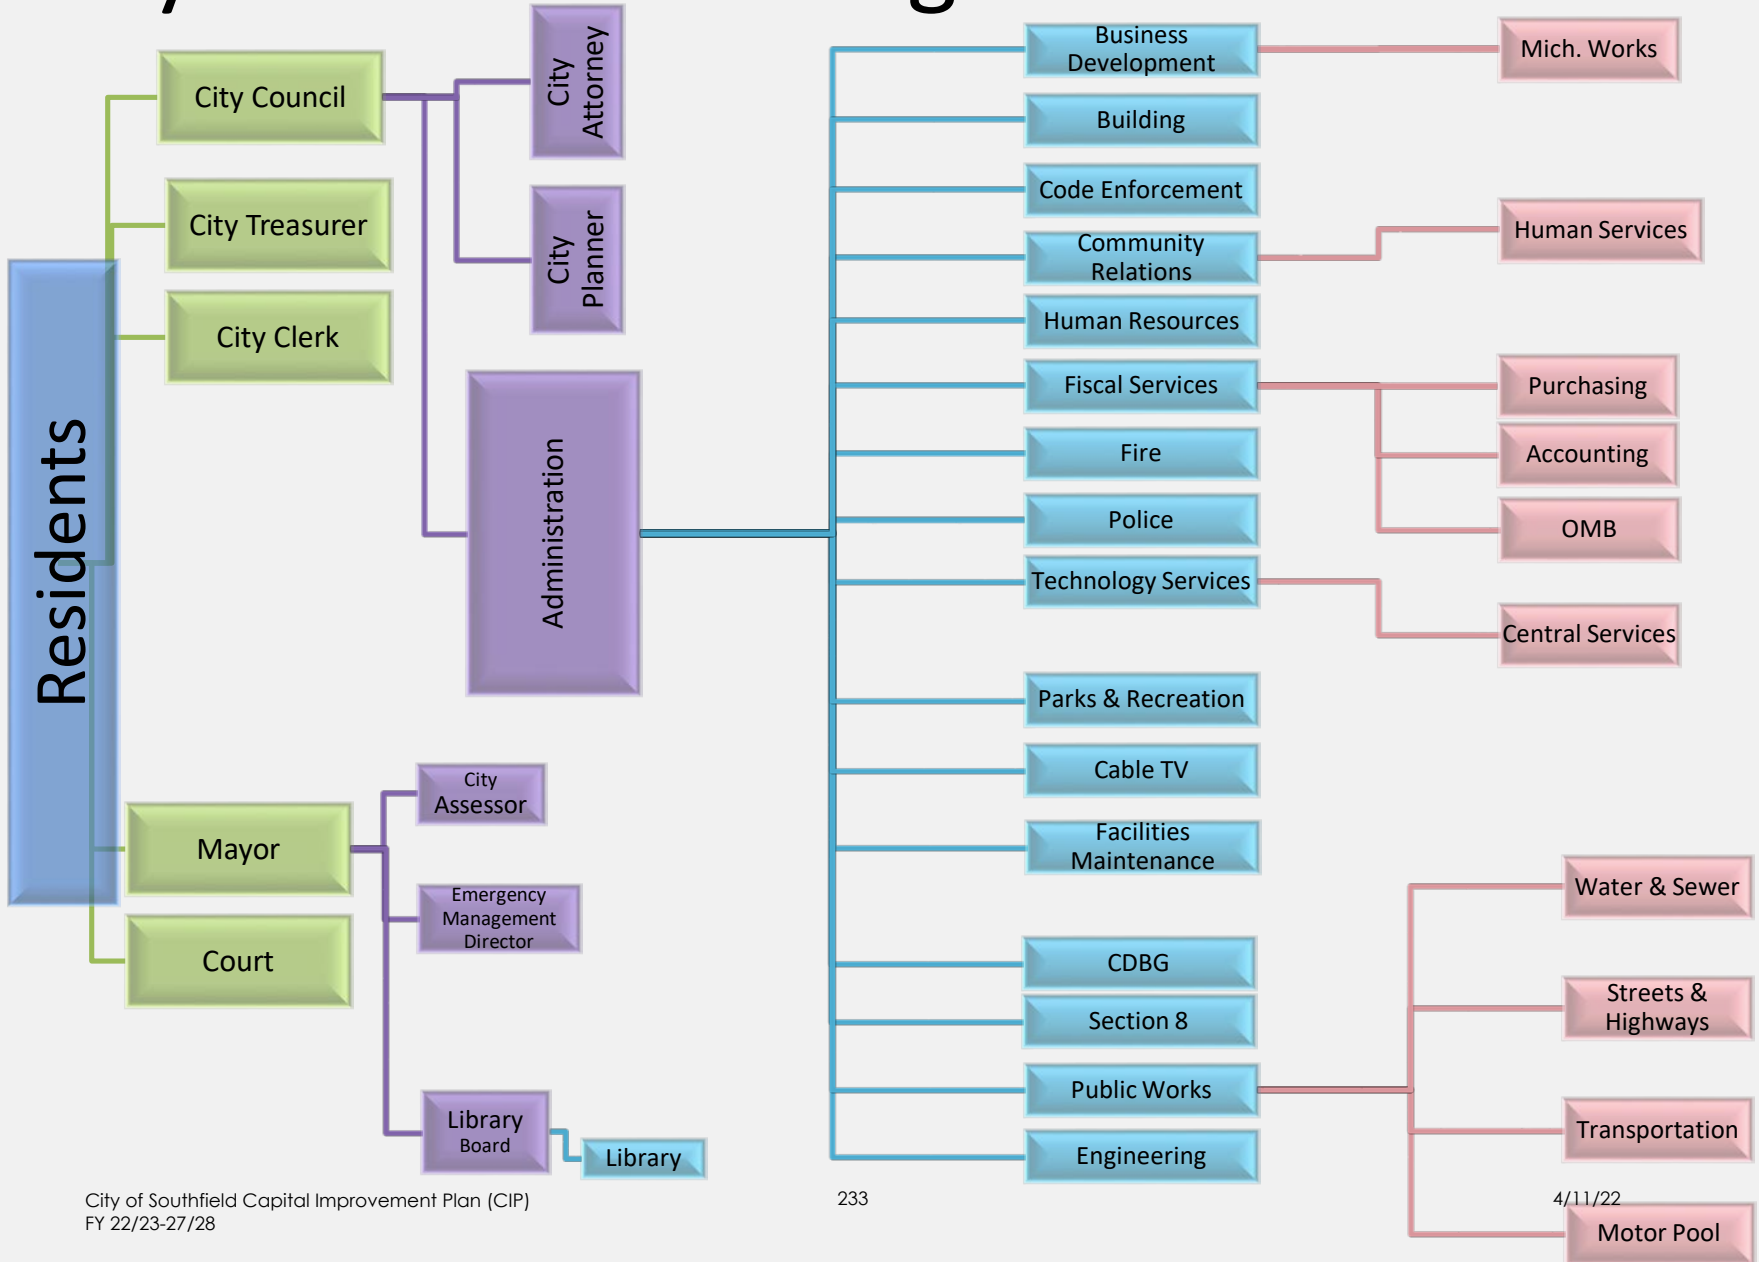 City Council
City Treasurer
City Clerk
Residents
Mayor
Court
City
Attorney
City
Planner
Administration
City
Assessor
Emergency
Management
Director
Library
Board
Library
Business
Development
Building
Code Enforcement
Community
Relations
Human Resources
Fiscal Services
Fire
Police
Technology Services
Parks & Recreation
Cable TV
Facilities
Maintenance
CDBG
Section 8
Public Works
Engineering
Mich. Works
Human Services
Purchasing
Accounting
OMB
Central Services
Water & Sewer
Streets &
Highways
Transportation
Motor Pool
City of Southfield Capital Improvement Plan (CIP)
FY 22/23-27/28
233
4/11/22